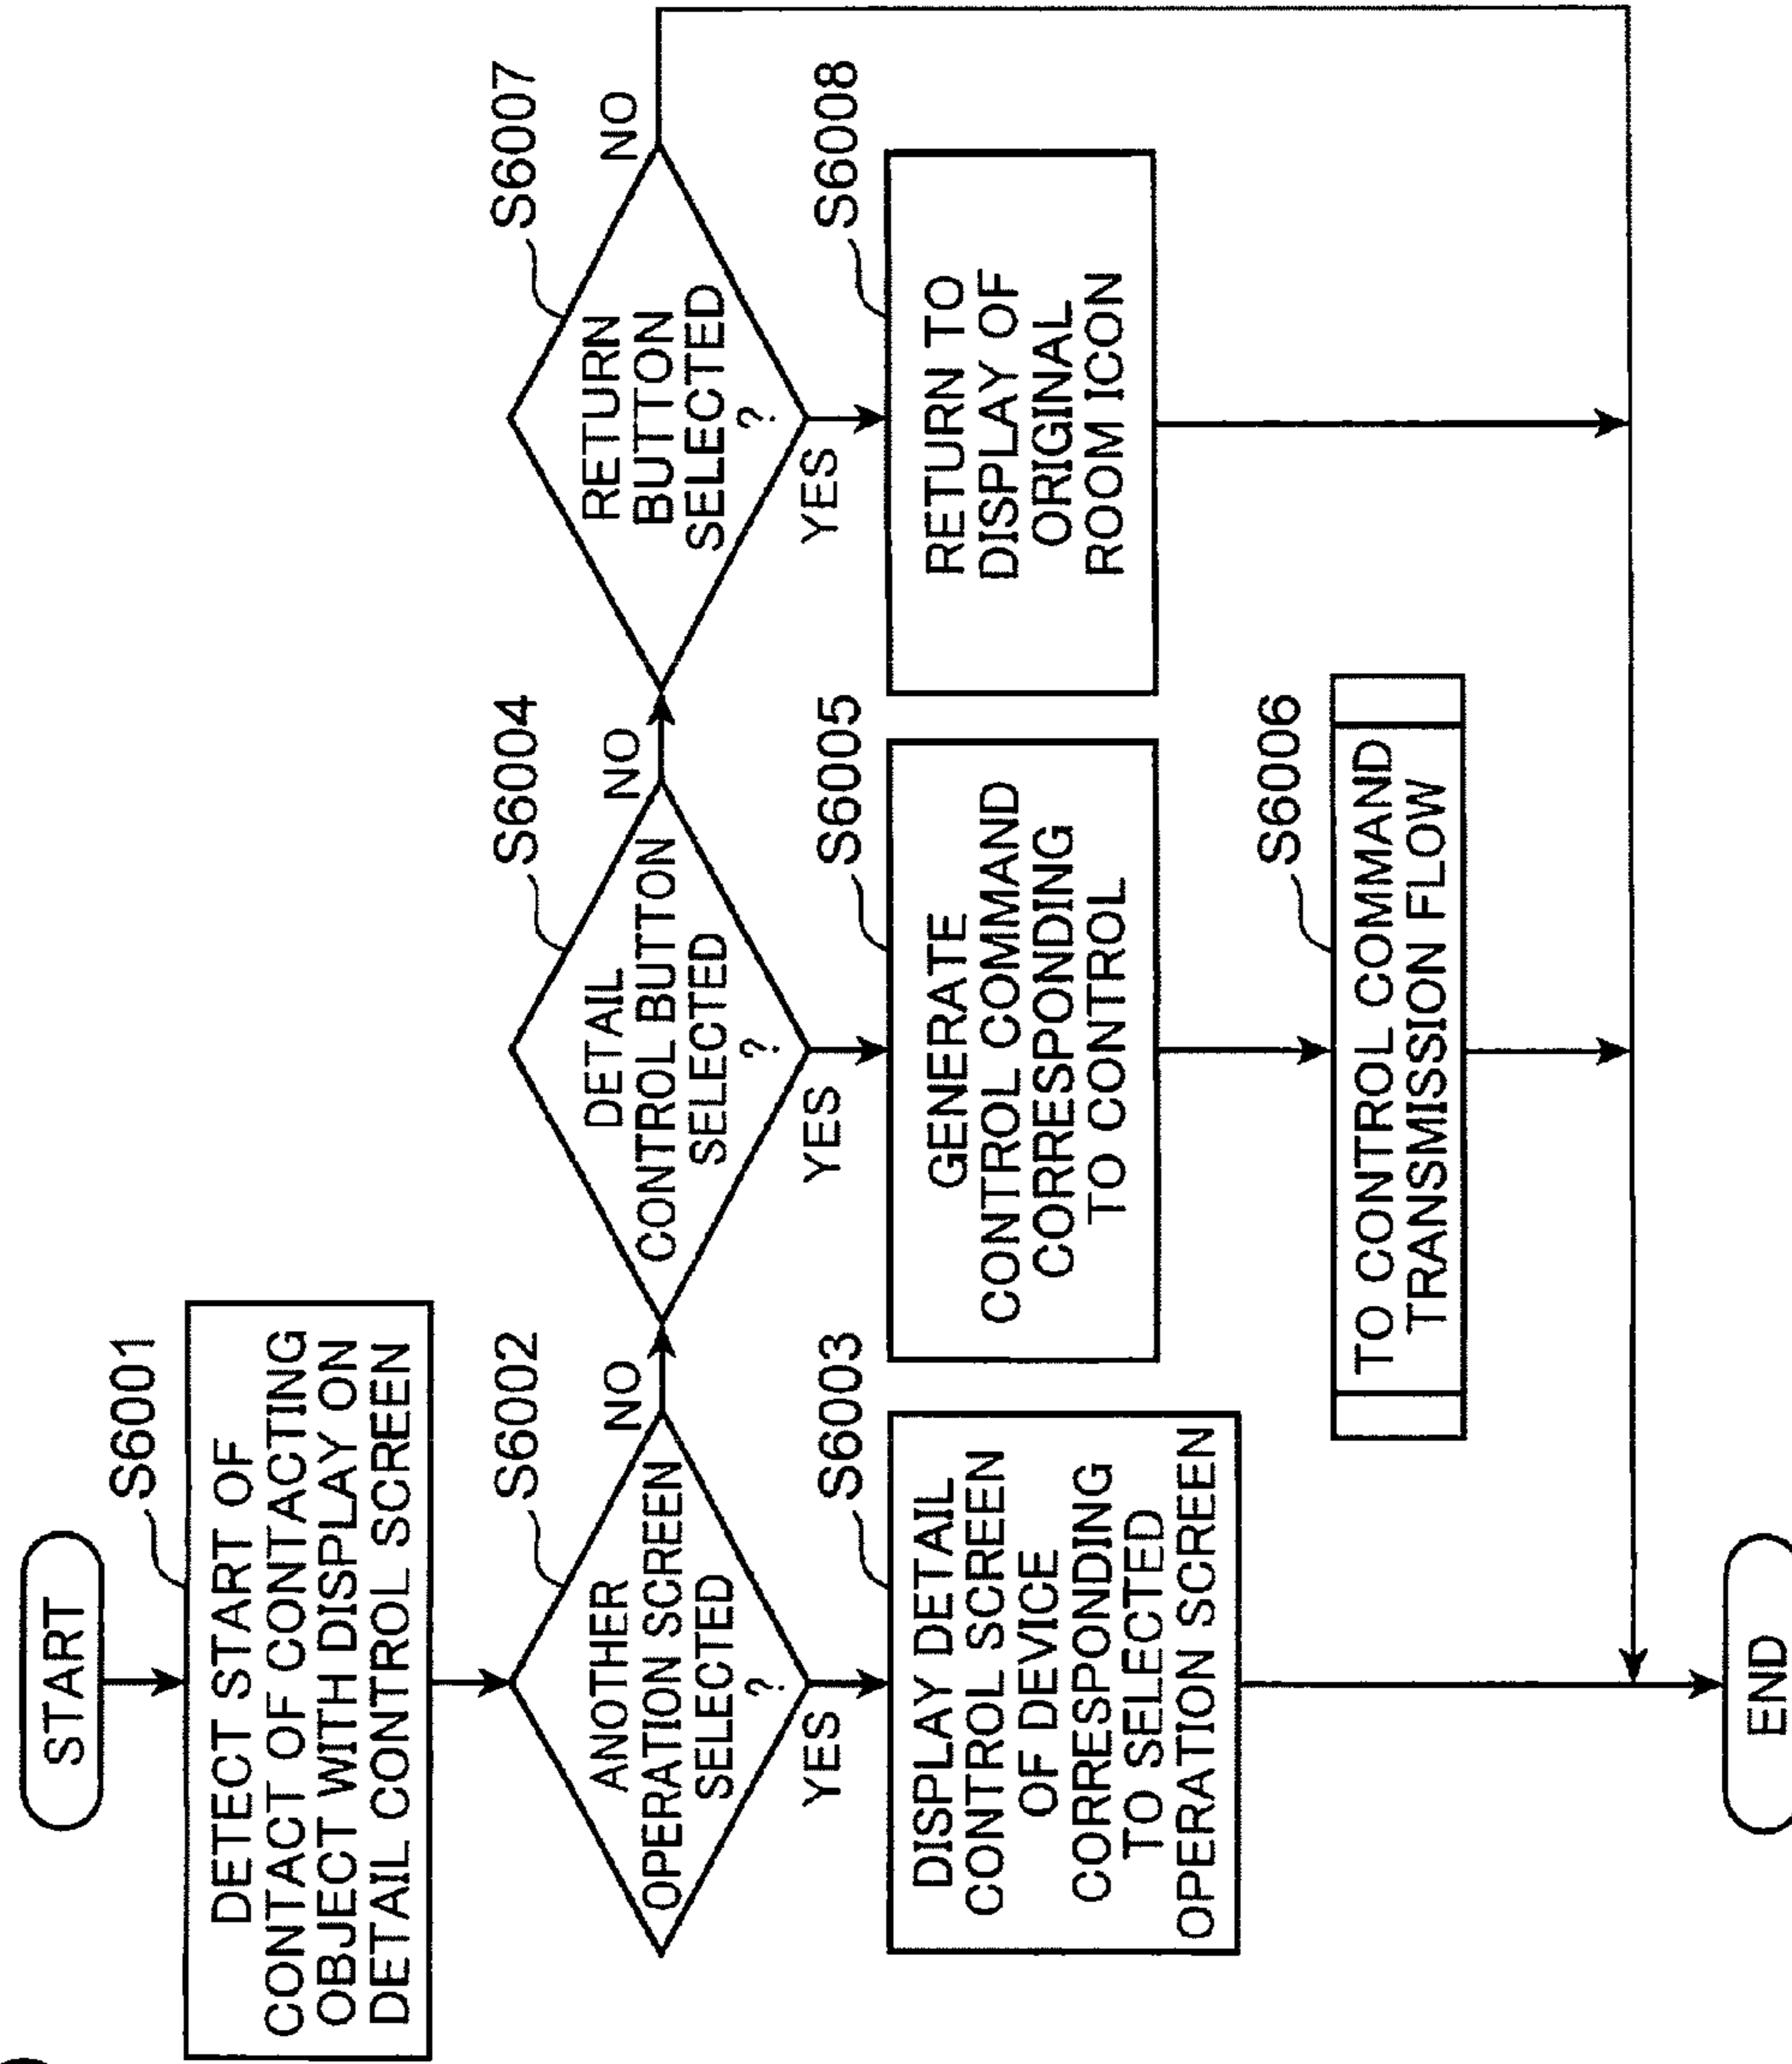 START
S6001
DETECT START OF
CONTACT OF CONTACTING
OBJECT WITH DISPLAY ON
DETAIL CONTROL SCREEN
S6002
ANOTHER
OPERATION SCREEN
SELECTED
?
NO
YES
S6003
DISPLAY DETAIL
CONTROL SCREEN
OF DEVICE
CORRESPONDING
TO SELECTED
OPERATION SCREEN
S6004
DETAIL
CONTROL BUTTON
SELECTED
?
NO
YES
S6005
GENERATE
CONTROL COMMAND
CORRESPONDING
TO CONTROL
S6006
TO CONTROL COMMAND
TRANSMISSION FLOW
S6007
RETURN
BUTTON
SELECTED
?
NO
YES
S6008
RETURN TO
DISPLAY OF
ORIGINAL
ROOM ICON
END